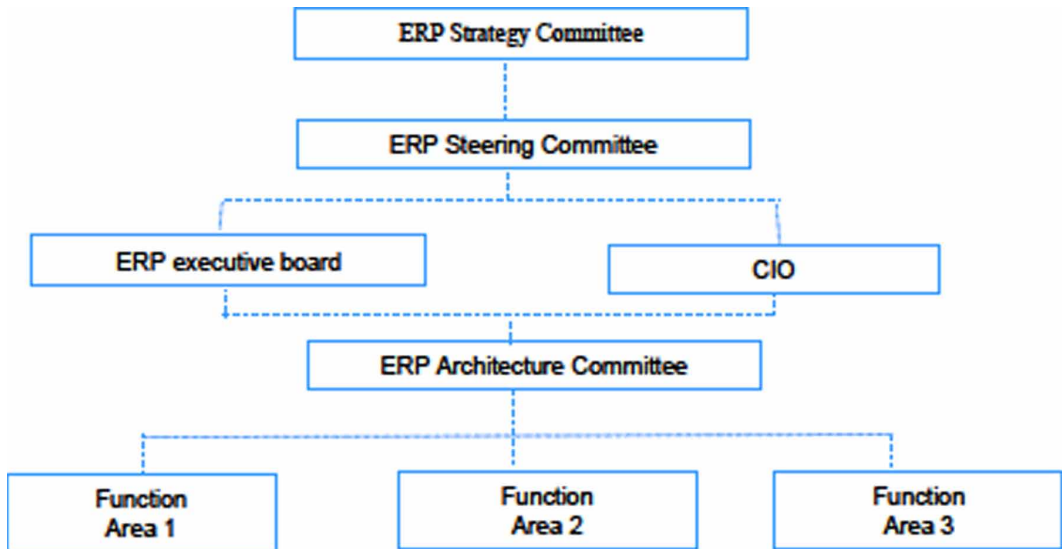 ERP Strategy Committee
ERP Steering Committee
ERP executive board
CIO
ERP Architecture Committee
Function
Area 1
Function
Area 2
Function
Area 3